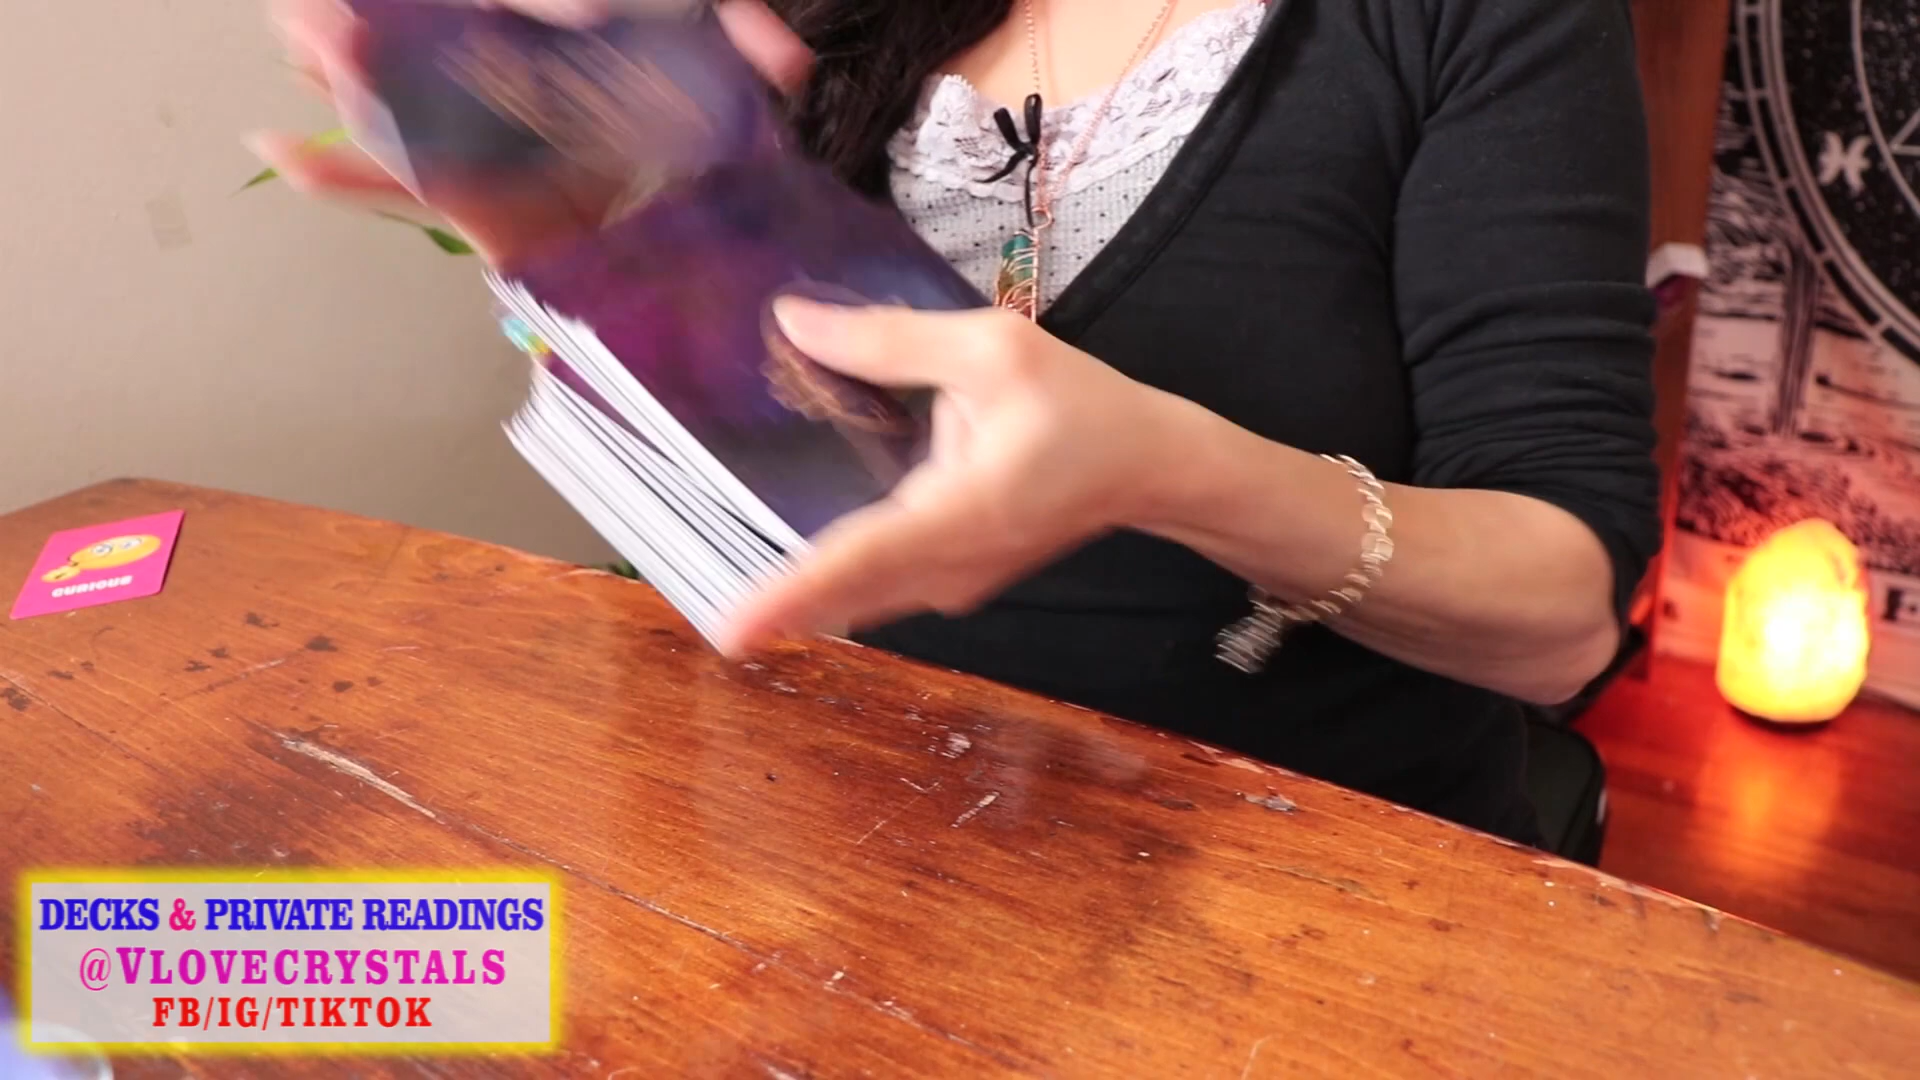 CURIOUS
DECKS & PRIVATE READINGS
@VLOVECRYSTALS
FB/IG/TIKTOK